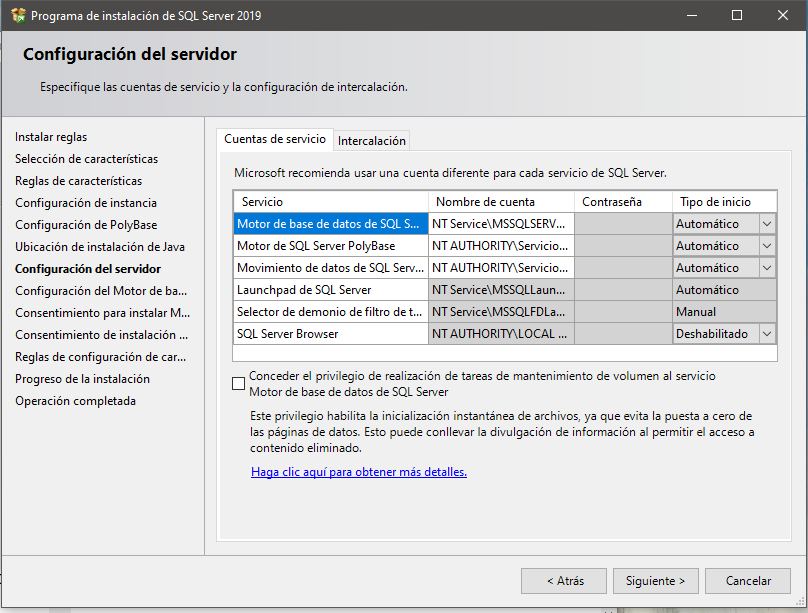 Programa de instalación de SQL Server 2019
Configuración del servidor
Especifique las cuentas de servicio y la configuración de intercalación.
Instalar reglas
Selección de características
Reglas de características
Configuración de instancia
Configuración de PolyBase
Ubicación de instalación de Java
Configuración del servidor
Configuración del Motor de ba...
Consentimiento para instalar M...
Consentimiento de instalación ...
Reglas de configuración de car...
Progreso de la instalación
Operación completada
Cuentas de servicio Intercalación
Microsoft recomienda usar una cuenta diferente para cada servicio de SQL Server.
Servicio Nombre de cuenta Contraseña Tipo de inicio
Motor de base de datos de SQL S... NT Service\MSSQLSERV... Automático
Motor de SQL Server PolyBase NT AUTHORITY\Servicio... Automático
Movimiento de datos de SQL Serv... NT AUTHORITY\Servicio... Automático
Launchpad de SQL Server NT Service\MSSQLLaun... Automático
Selector de demonio de filtro de t... NT Service\MSSQLFDLa... Manual
SQL Server Browser NT AUTHORITY\LOCAL ... Deshabilitado
Conceder el privilegio de realización de tareas de mantenimiento de volumen al servicio
Motor de base de datos de SQL Server
Este privilegio habilita la inicialización instantánea de archivos, ya que evita la puesta a cero de
las páginas de datos. Esto puede conllevar la divulgación de información al permitir el acceso a
contenido eliminado.
Haga clic aquí para obtener más detalles.
< Atrás Siguiente > Cancelar